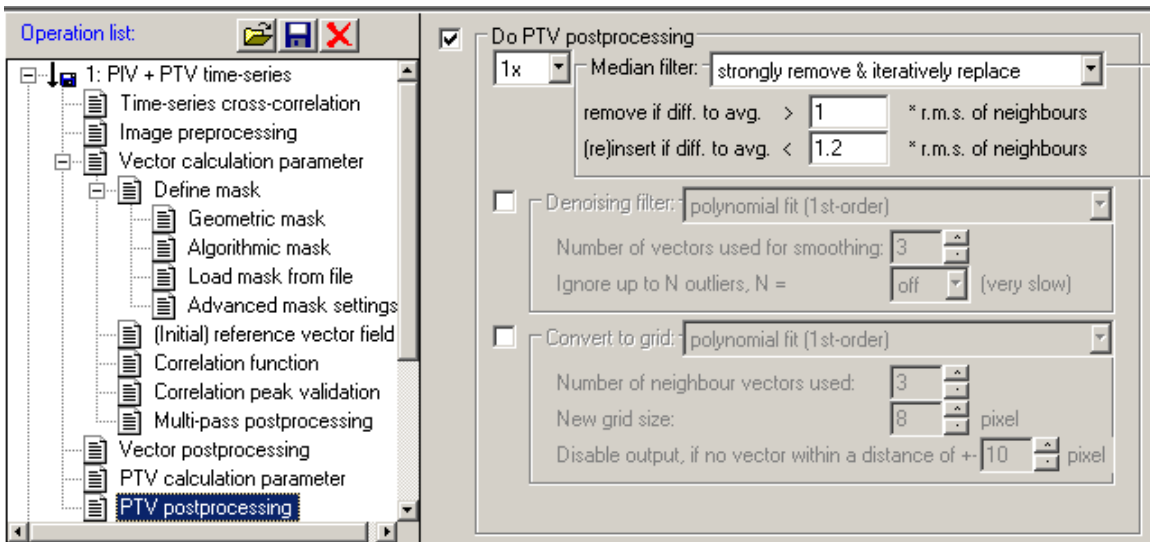 Operation list:
1: PIV + PTV time-series
Time-series cross-correlation
Image preprocessing
Vector calculation parameter
Define mask
Geometric mask
Algorithmic mask
Load mask from file
Advanced mask settings
(Initial) reference vector field
Correlation function
Correlation peak validation
Multi-pass postprocessing
Vector postprocessing
PTV calculation parameter
PTV postprocessing
Do PTV postprocessing
1x Median filter: strongly remove & iteratively replace
remove if diff. to avg. > 1 * r.m.s. of neighbours
(re)insert if diff. to avg. < 1.2 * r.m.s. of neighbours
Denoising filter: polynomial fit (1st-order)
Number of vectors used for smoothing: 3
Ignore up to N outliers, N = off (very slow)
Convert to grid: polynomial fit (1st-order)
Number of neighbour vectors used: 3
New grid size: 8 pixel
Disable output, if no vector within a distance of +- 10 pixel